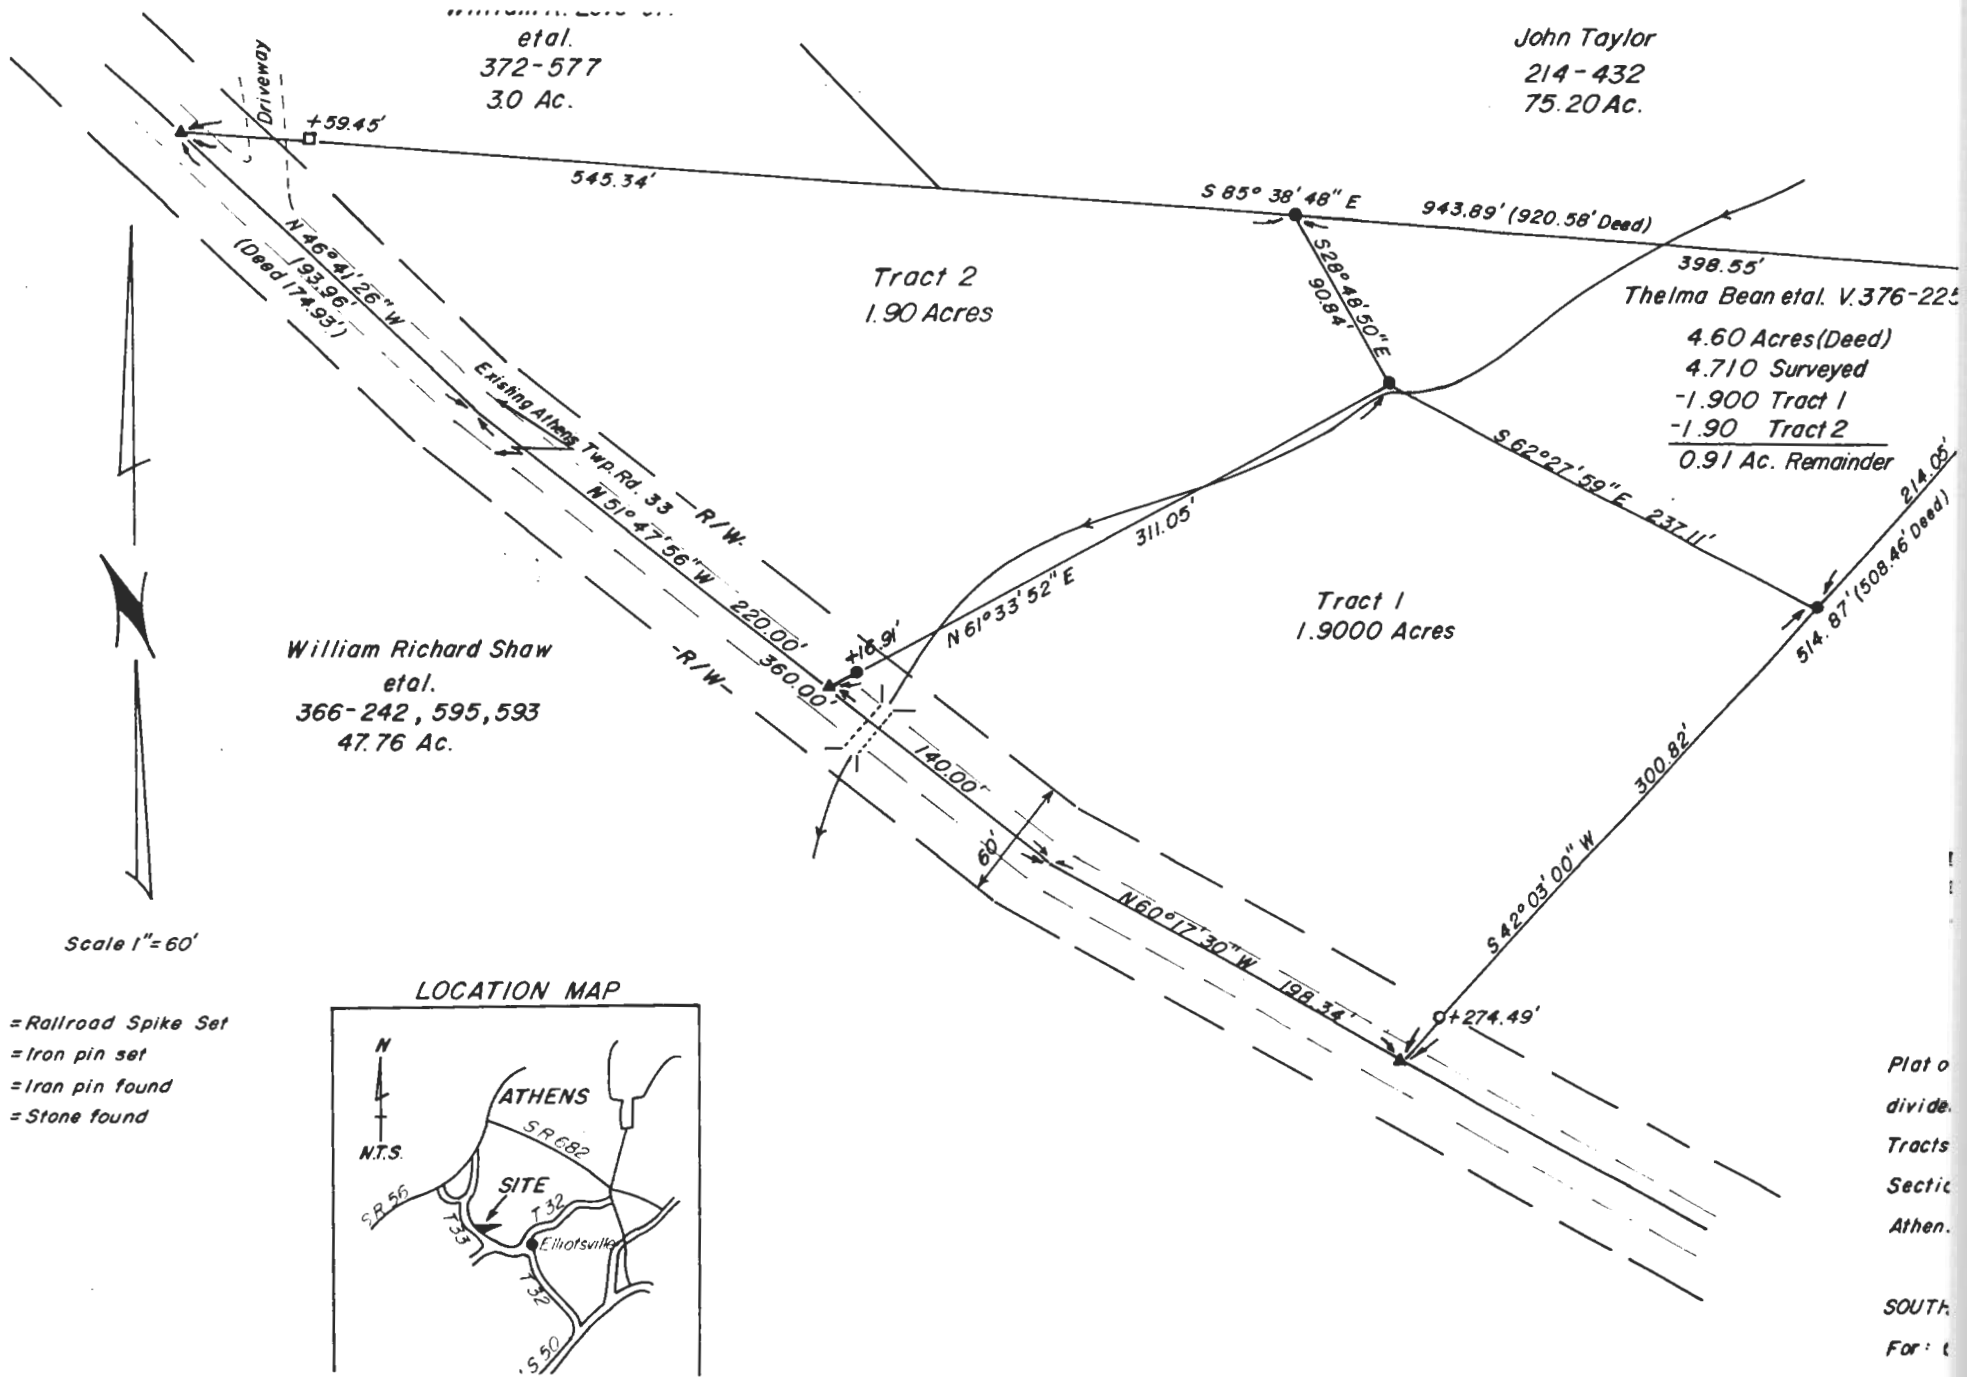 etal.
372-577
3.0 Ac.
John Taylor
214-432
75.20 Ac.
Driveway
+59.45'
545.34'
S 85° 38' 48" E
943.89' (920.58' Deed)
398.55'
Thelma Bean etal. V. 376-225
4.60 Acres (Deed)
4.710 Surveyed
-1.900 Tract 1
-1.90 Tract 2
0.91 Ac. Remainder
N 46° 41' 26" W
193.96'
(Deed 174.93')
Tract 2
1.90 Acres
S 28° 48' 50" E
90.84'
Existing Athens Twp. Rd. 33
-R/W-
N 51° 47' 56" W 220.00'
360.00'
S 62° 27' 59" E 237.11'
214.05'
514.87' (508.46' Deed)
311.05'
N 61° 33' 52" E
+16.91'
Tract 1
1.9000 Acres
William Richard Shaw
etal.
366-242, 595, 593
47.76 Ac.
-R/W-
140.00'
60'
300.82'
S 42° 03' 00" W
N 60° 17' 30" W 198.34'
+274.49'
Scale 1" = 60'
= Railroad Spike Set
= Iron pin set
= Iran pin found
= Stone found
LOCATION MAP
N
N.T.S.
ATHENS
S R 682
SITE
S.R. 56
T 33
T 32
Elliotsville
T 32
S 50
Plat o
divide
Tracts
Sectio
Athen
SOUTH
For: